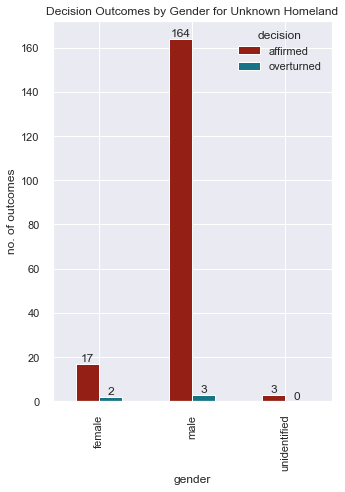 Decision Outcomes by Gender for Unknown Homeland
decision
affirmed
overturned
no. of outcomes
160
140
120
100
80
60
40
20
0
17
2
164
3
3
0
female
male
unidentified
gender